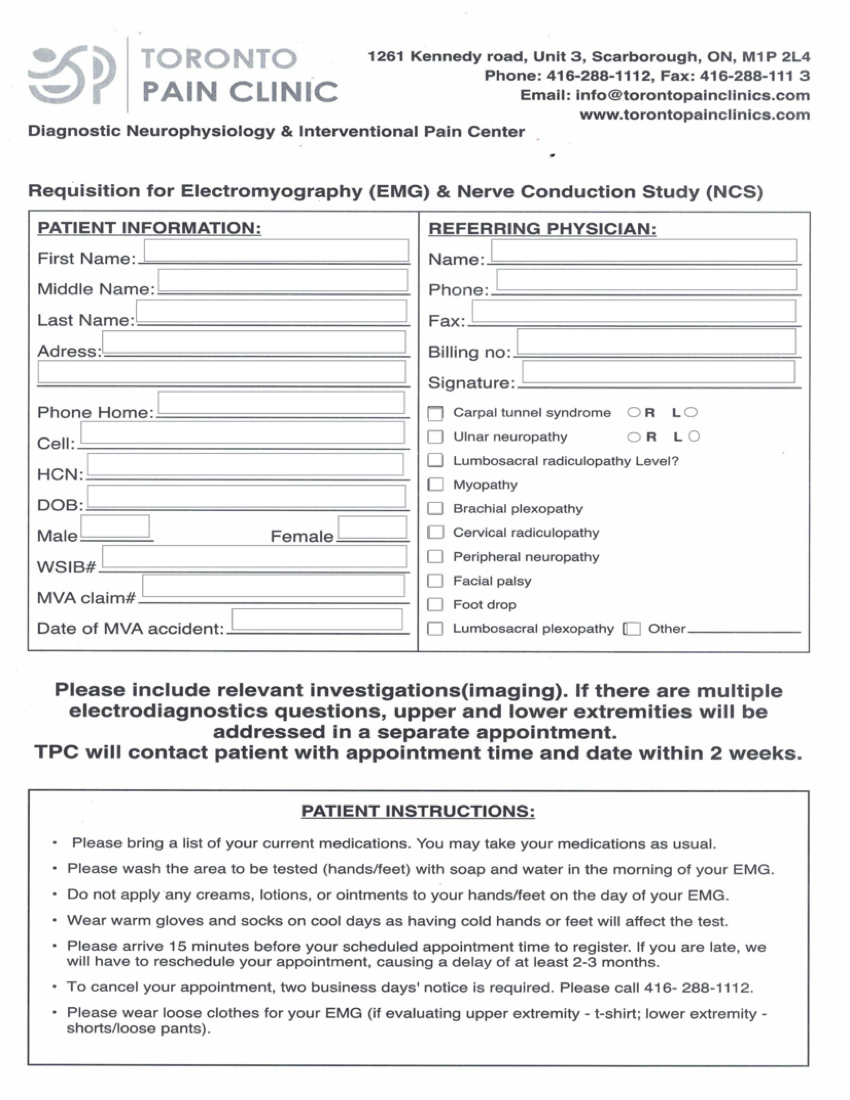 TORONTO
PAIN CLINIC
1261 Kennedy road, Unit 3, Scarborough, ON, M1P 2L4
Phone: 416-288-1112, Fax: 416-288-111 3
Email: info@torontopainclinics.com
www.torontopainclinics.com
Diagnostic Neurophysiology & Interventional Pain Center
Requisition for Electromyography (EMG) & Nerve Conduction Study (NCS)
PATIENT INFORMATION:
First Name:
Middle Name:
Last Name:
Adress:
Phone Home:
Cell:
HCN:
DOB:
Male Female
WSIB#
MVA claim#
Date of MVA accident:
REFERRING PHYSICIAN:
Name:
Phone:
Fax:
Billing no:
Signature:
Carpal tunnel syndrome R L
Ulnar neuropathy R L
Lumbosacral radiculopathy Level?
Myopathy
Brachial plexopathy
Cervical radiculopathy
Peripheral neuropathy
Facial palsy
Foot drop
Lumbosacral plexopathy Other
Please include relevant investigations(imaging). If there are multiple
electrodiagnostics questions, upper and lower extremities will be
addressed in a separate appointment.
TPC will contact patient with appointment time and date within 2 weeks.
PATIENT INSTRUCTIONS:
• Please bring a list of your current medications. You may take your medications as usual.
• Please wash the area to be tested (hands/feet) with soap and water in the morning of your EMG.
• Do not apply any creams, lotions, or ointments to your hands/feet on the day of your EMG.
• Wear warm gloves and socks on cool days as having cold hands or feet will affect the test.
• Please arrive 15 minutes before your scheduled appointment time to register. If you are late, we
will have to reschedule your appointment, causing a delay of at least 2-3 months.
• To cancel your appointment, two business days' notice is required. Please call 416- 288-1112.
• Please wear loose clothes for your EMG (if evaluating upper extremity - t-shirt; lower extremity -
shorts/loose pants).